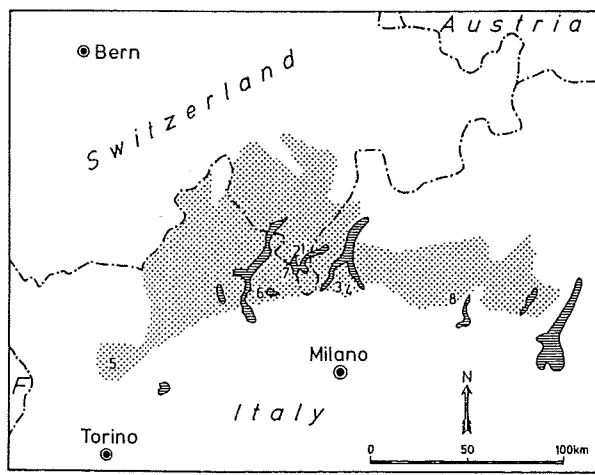 Austria
Bern
Switzerland
2 1
7
6
3 4
8
5
Milano
N
F
Italy
Torino
0 50 100km